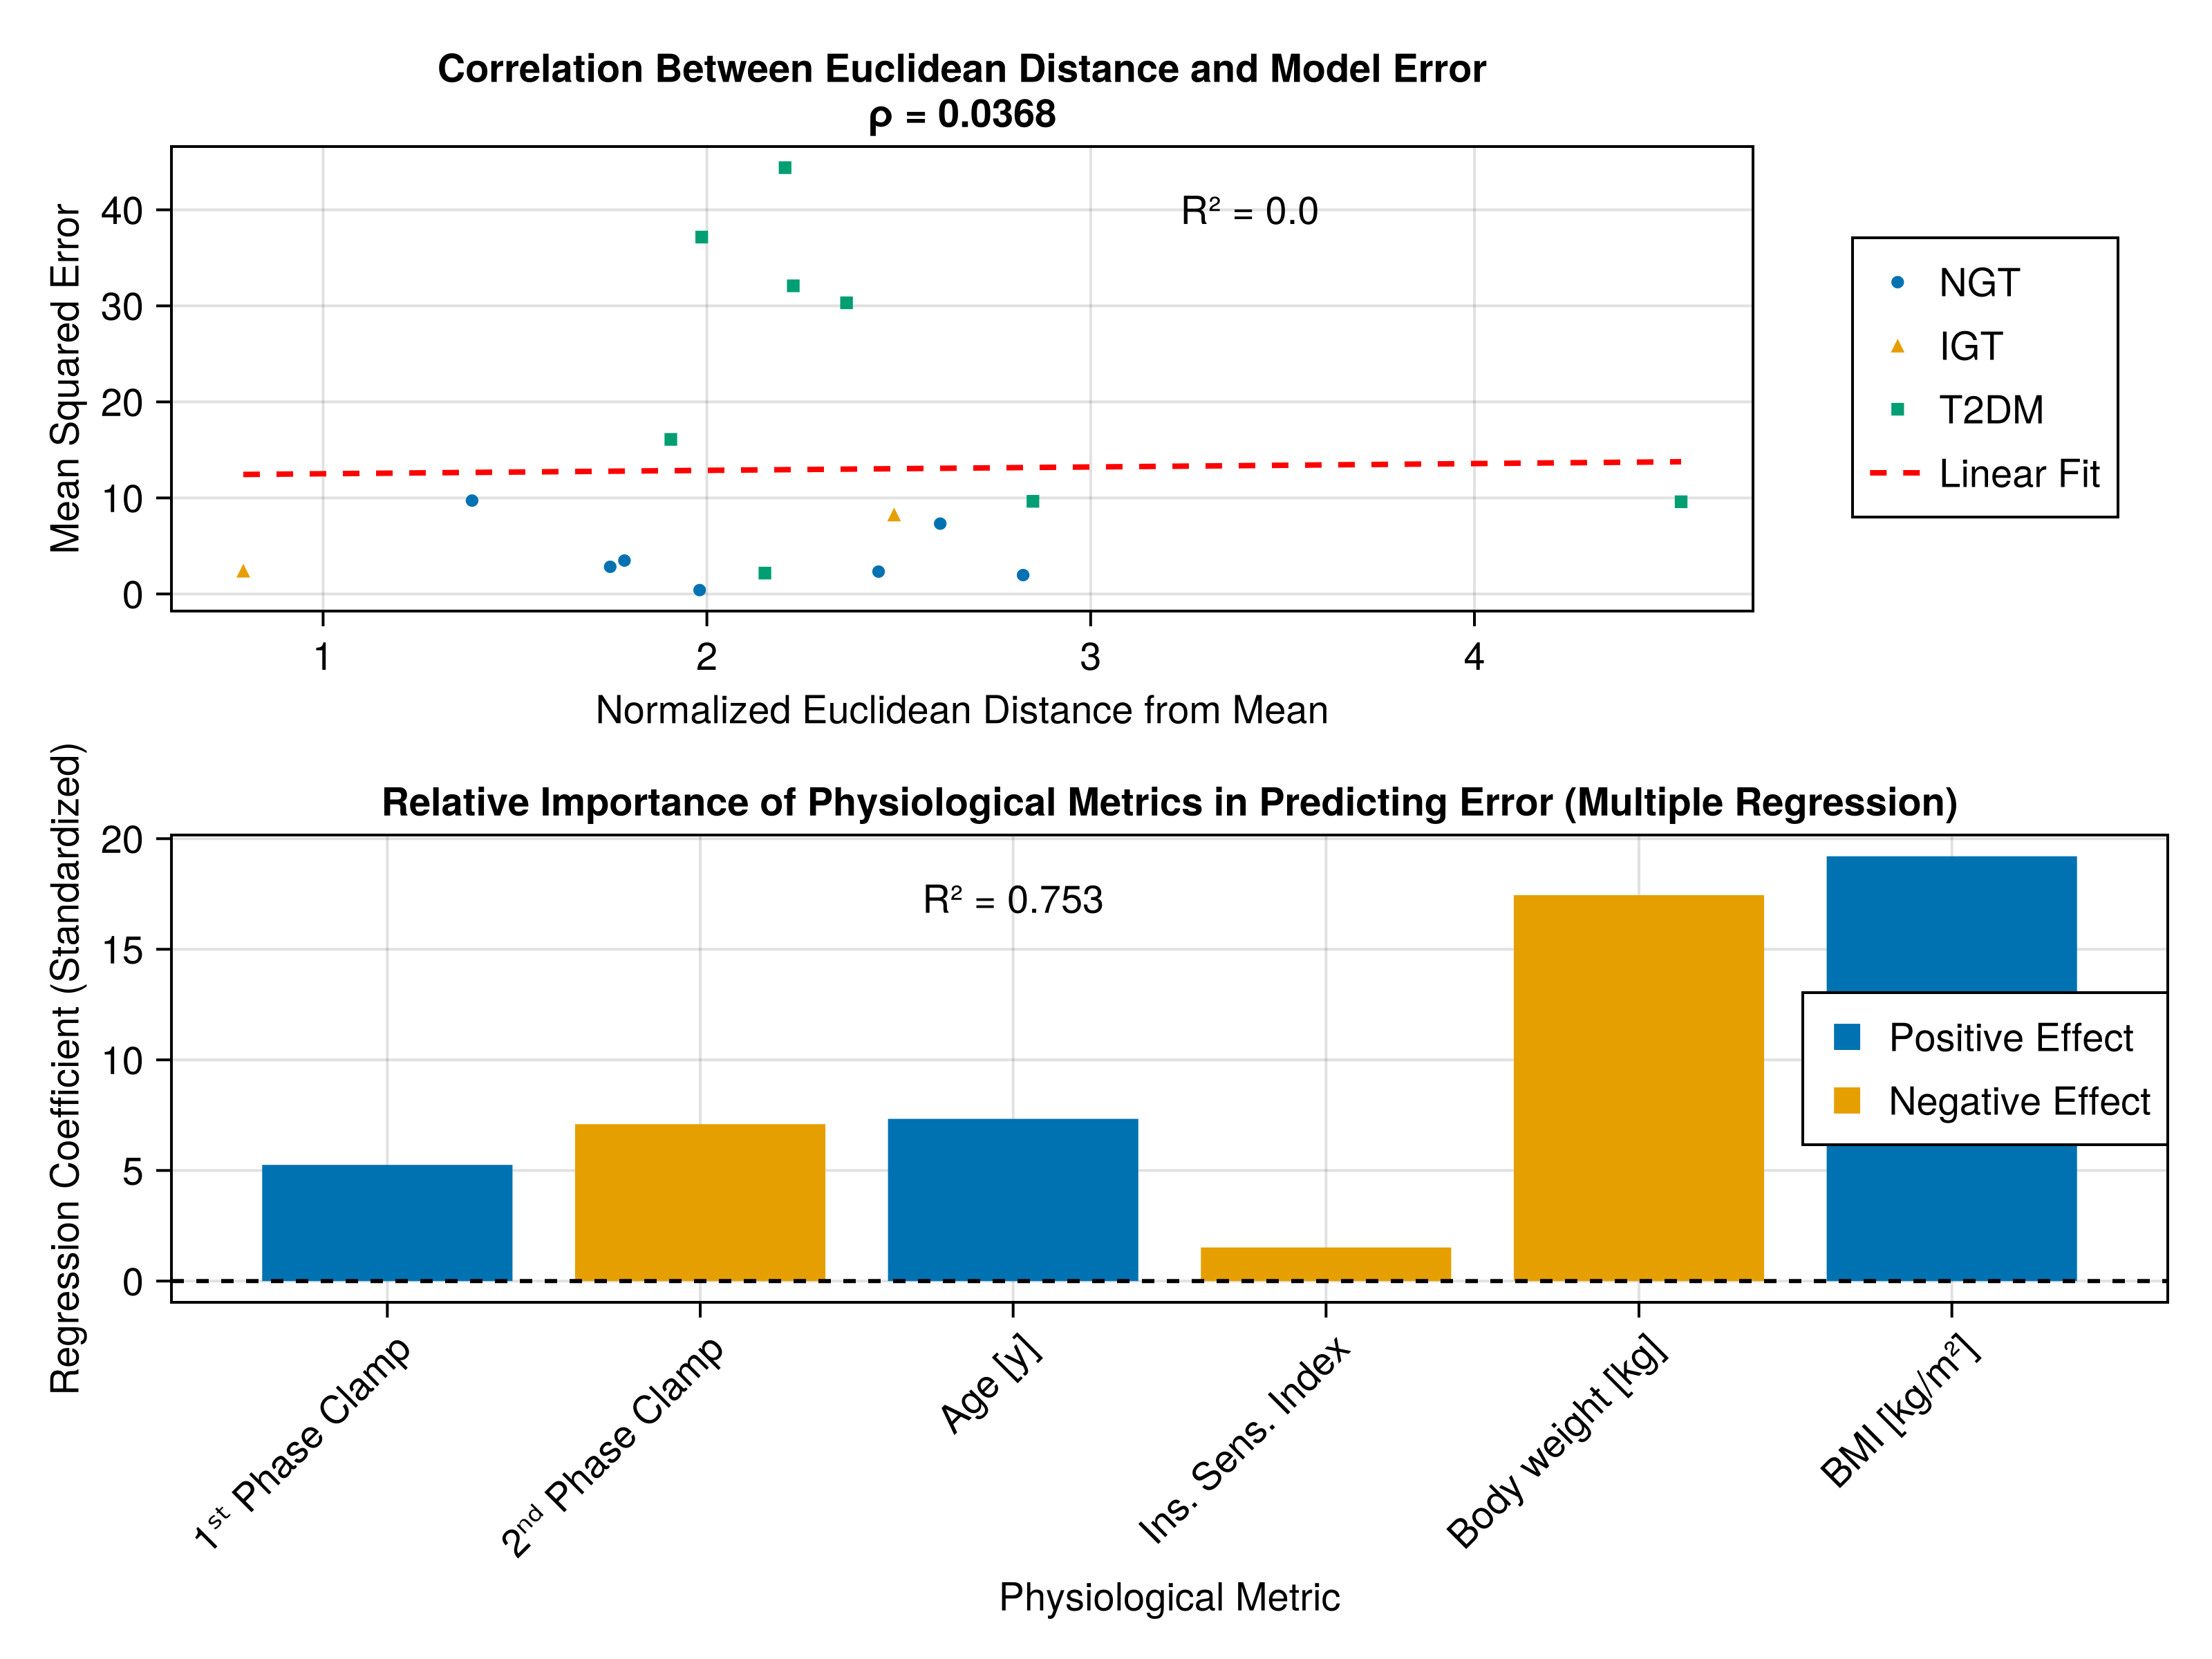 Correlation Between Euclidean Distance and Model Error
ρ = 0.0368
Mean Squared Error
40
30
20
10
0
R² = 0.0
1
2
3
4
Normalized Euclidean Distance from Mean
NGT
IGT
T2DM
Linear Fit
Relative Importance of Physiological Metrics in Predicting Error (Multiple Regression)
Regression Coefficient (Standardized)
20
15
10
5
0
R² = 0.753
Positive Effect
Negative Effect
1ˢᵗ Phase Clamp
2ⁿᵈ Phase Clamp
Age [y]
Ins. Sens. Index
Body weight [kg]
BMI [kg/m²]
Physiological Metric